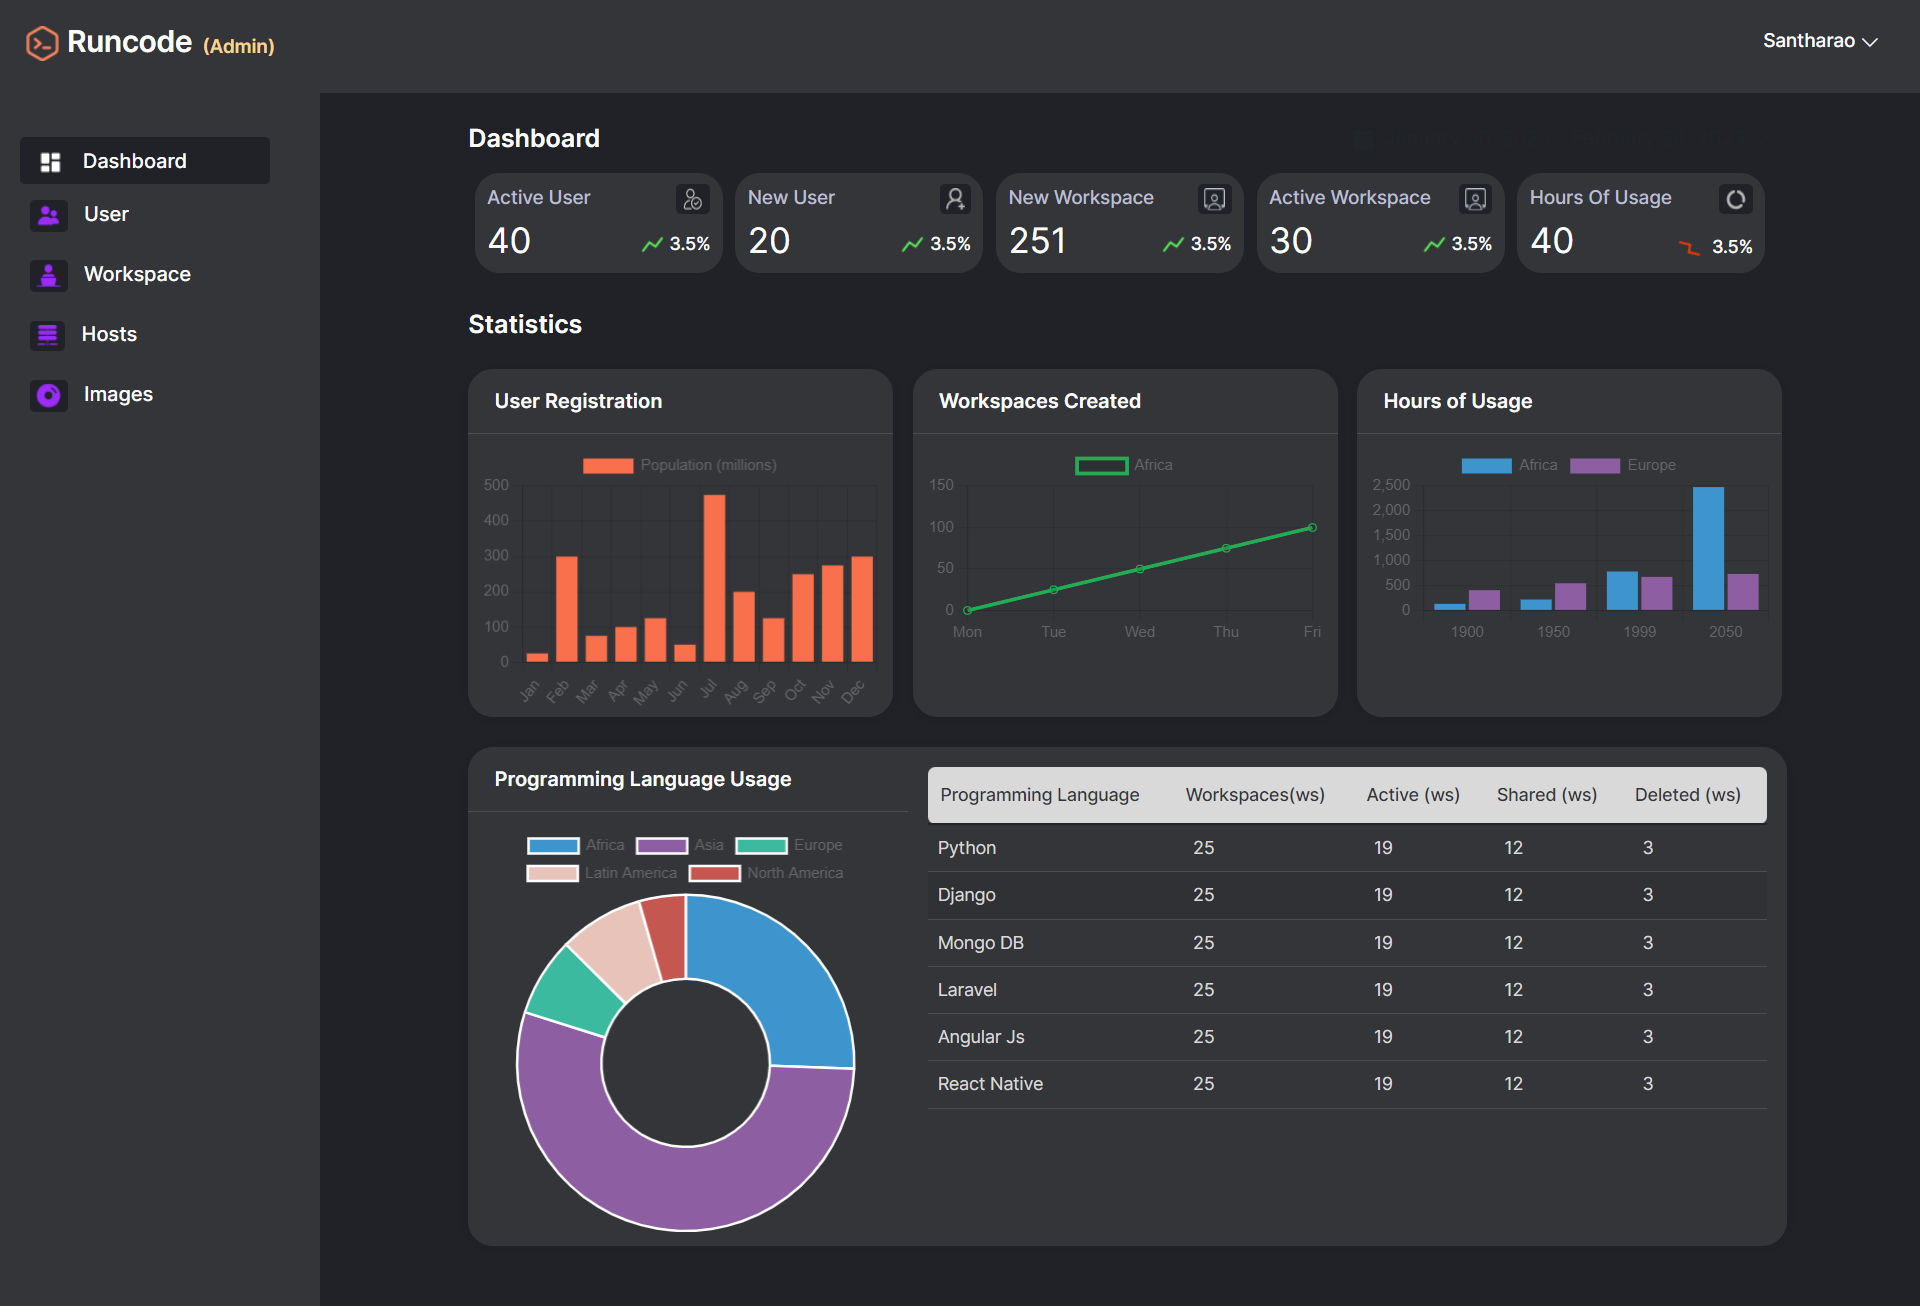 Runcode (Admin)
Santharao
Dashboard
User
Workspace
Hosts
Images
Dashboard
Active User
40
3.5%
New User
20
3.5%
New Workspace
251
3.5%
Active Workspace
30
3.5%
Hours Of Usage
40
3.5%
Statistics
User Registration
Population (millions)
500
400
300
200
100
0
Jan Feb Mar Apr May Jun Jul Aug Sep Oct Nov Dec
Workspaces Created
Africa
150
100
50
0
Mon Tue Wed Thu Fri
Hours of Usage
Africa Europe
2,500
2,000
1,500
1,000
500
0
1900 1950 1999 2050
Programming Language Usage
Africa Asia Europe
Latin America North America
Programming Language Workspaces(ws) Active (ws) Shared (ws) Deleted (ws)
Python 25 19 12 3
Django 25 19 12 3
Mongo DB 25 19 12 3
Laravel 25 19 12 3
Angular Js 25 19 12 3
React Native 25 19 12 3